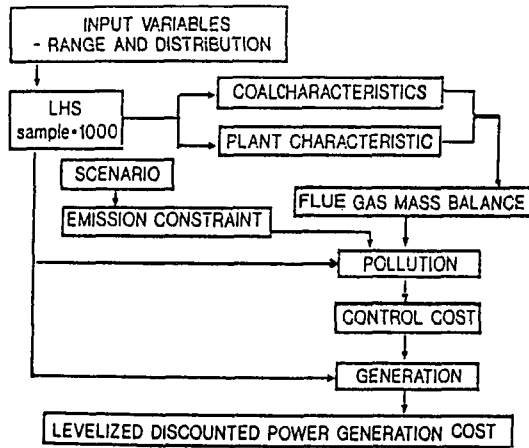 INPUT VARIABLES
- RANGE AND DISTRIBUTION
LHS
sample=1000
COALCHARACTERISTICS
PLANT CHARACTERISTIC
SCENARIO
EMISSION CONSTRAINT
FLUE GAS MASS BALANCE
POLLUTION
CONTROL COST
GENERATION
LEVELIZED DISCOUNTED POWER GENERATION COST